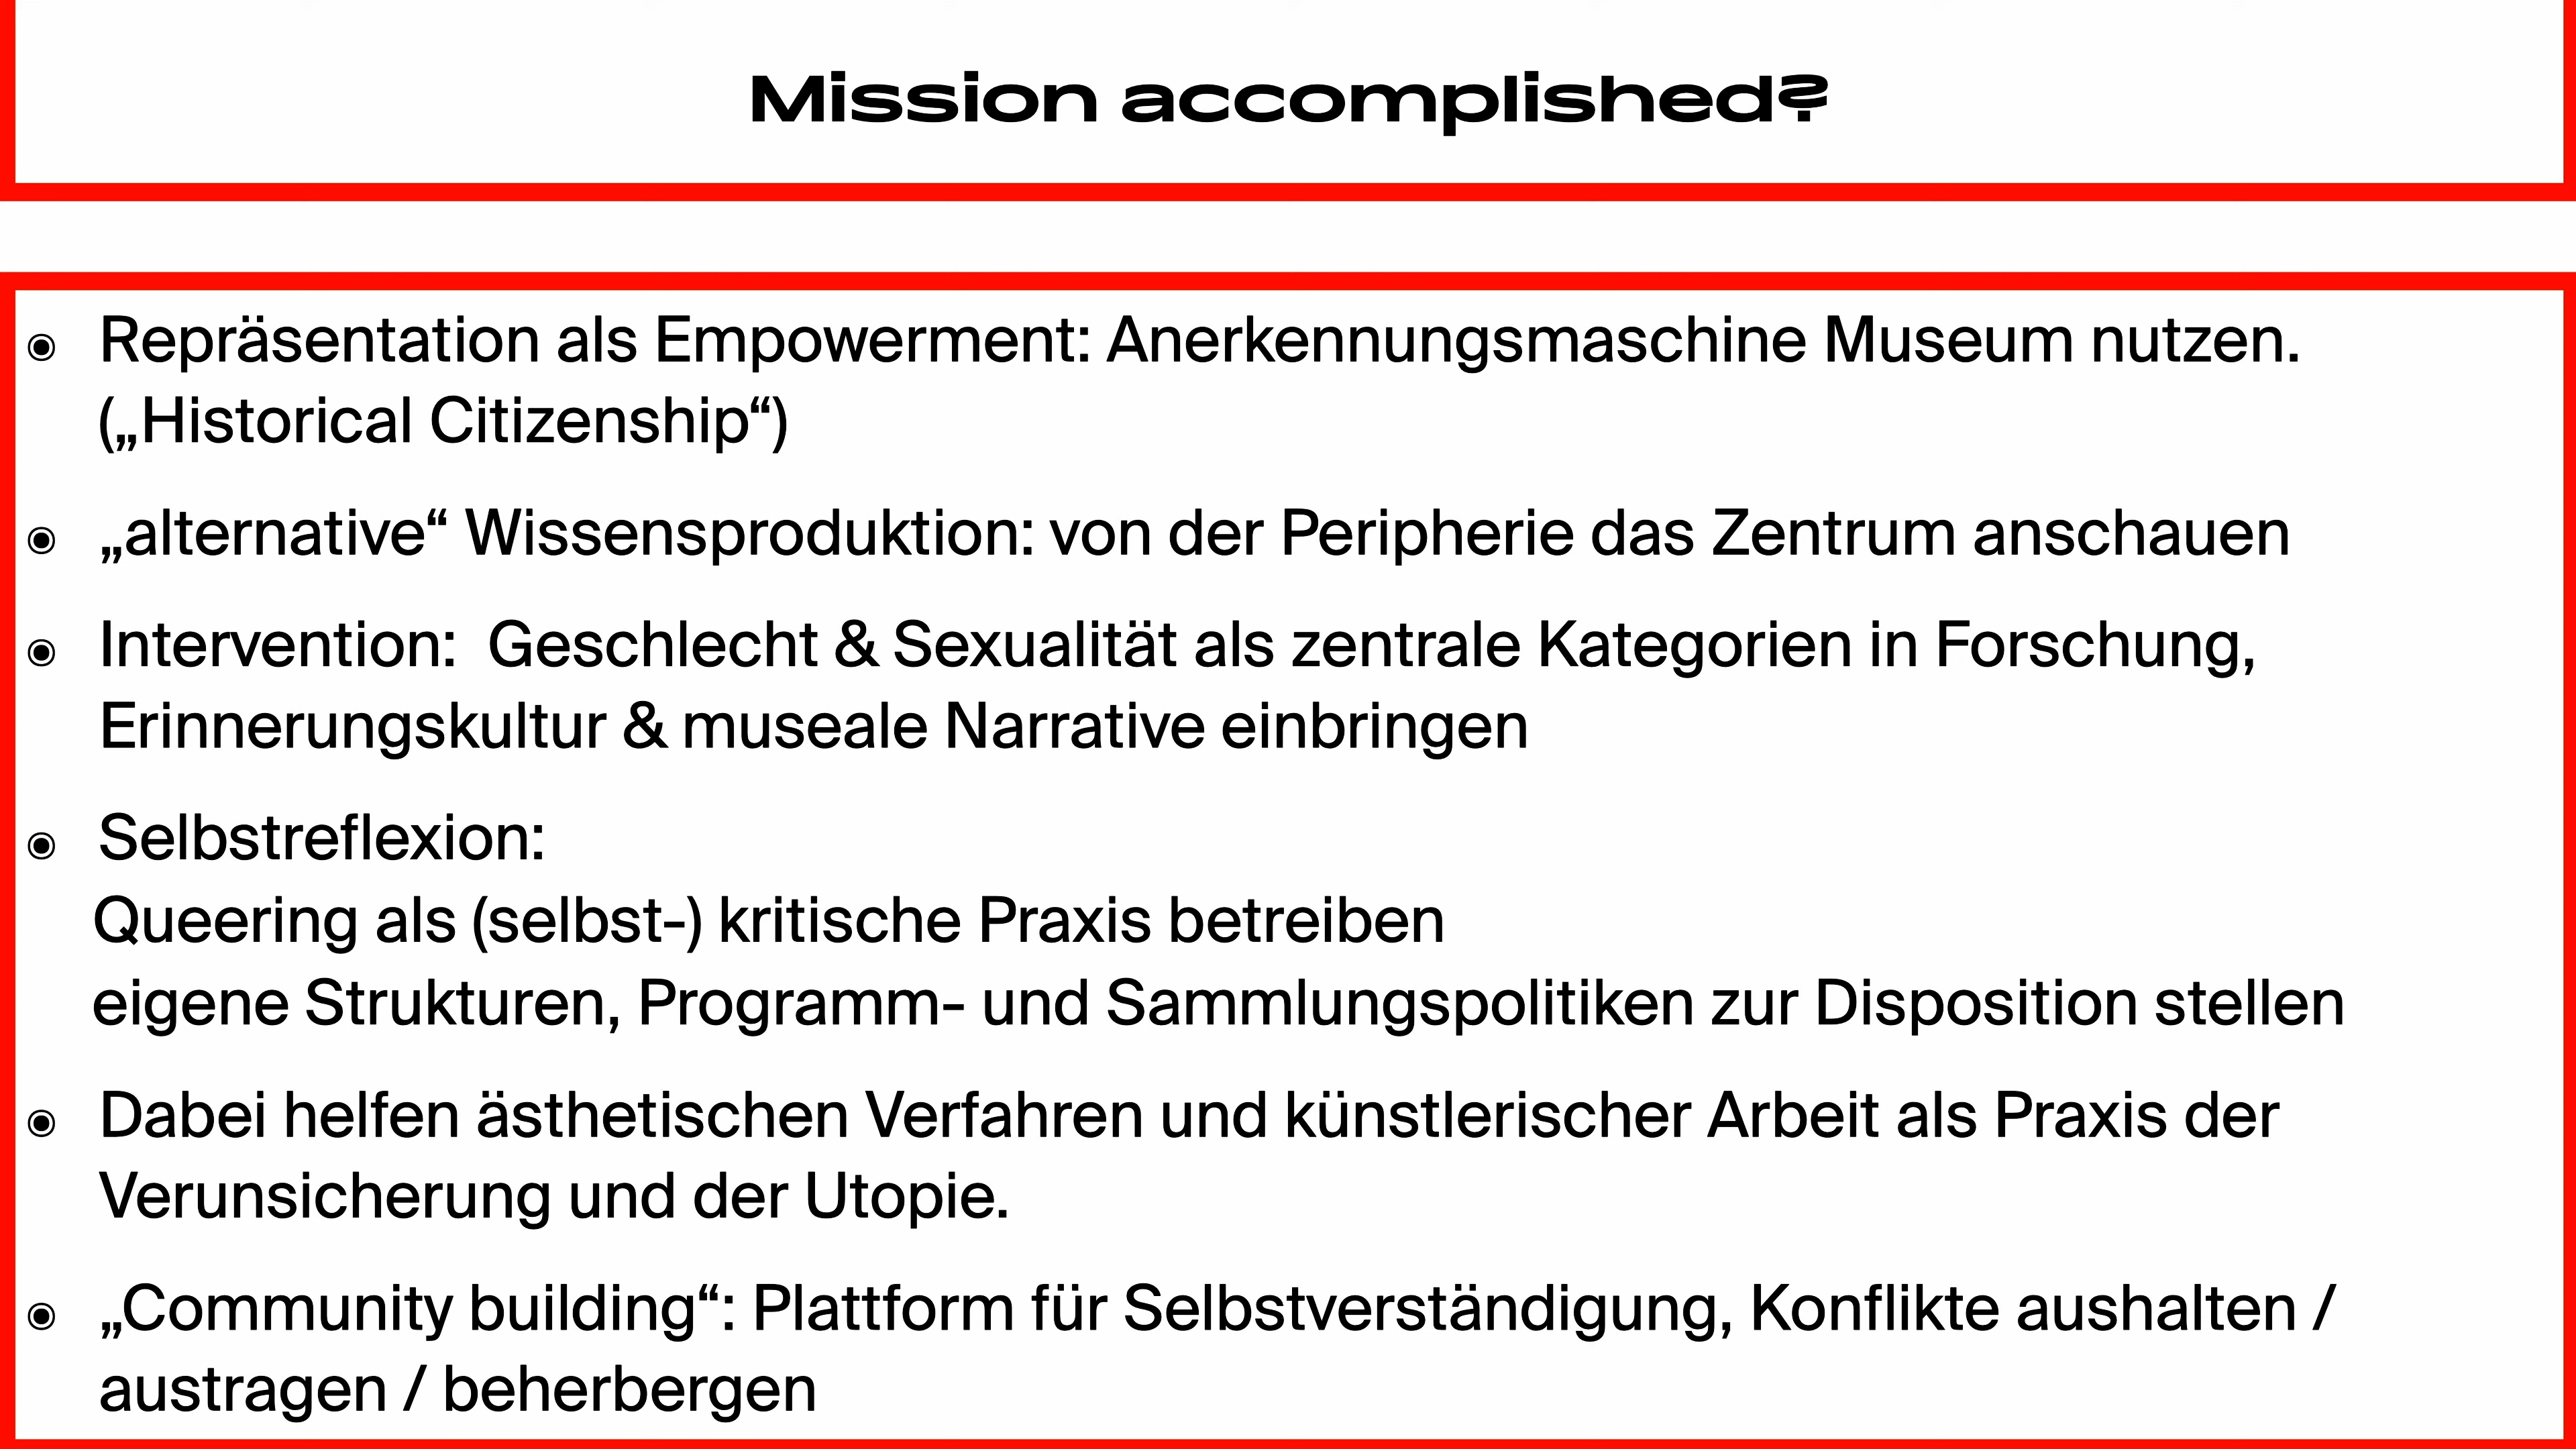 Mission accomplished?
◉ Repräsentation als Empowerment: Anerkennungsmaschine Museum nutzen.
(„Historical Citizenship“)
◉ „alternative“ Wissensproduktion: von der Peripherie das Zentrum anschauen
◉ Intervention:  Geschlecht & Sexualität als zentrale Kategorien in Forschung,
Erinnerungskultur & museale Narrative einbringen
◉ Selbstreflexion:
Queering als (selbst-) kritische Praxis betreiben
eigene Strukturen, Programm- und Sammlungspolitiken zur Disposition stellen
◉ Dabei helfen ästhetischen Verfahren und künstlerischer Arbeit als Praxis der
Verunsicherung und der Utopie.
◉ „Community building“: Plattform für Selbstverständigung, Konflikte aushalten /
austragen / beherbergen